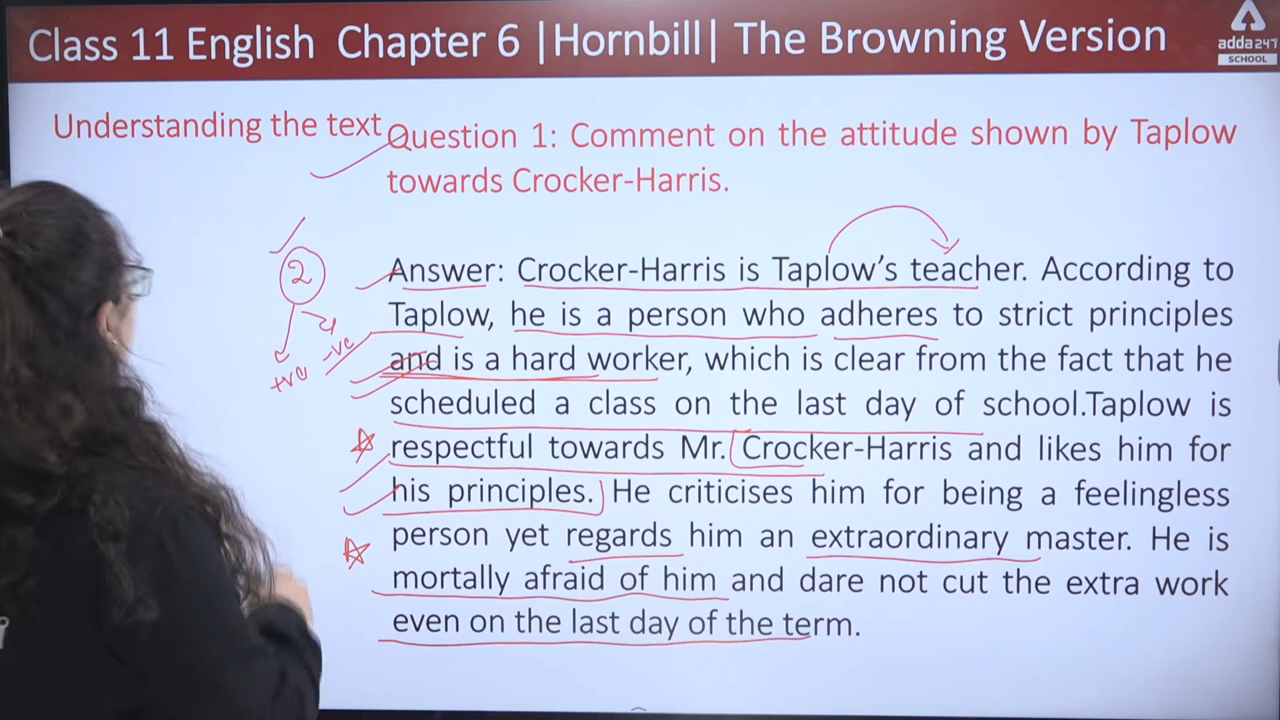 Class 11 English Chapter 6 |Hornbill| The Browning Version
adda247
SCHOOL
Understanding the text
Question 1: Comment on the attitude shown by Taplow
towards Crocker-Harris.
2
+ve
-ve
Answer: Crocker-Harris is Taplow's teacher. According to
Taplow, he is a person who adheres to strict principles
and is a hard worker, which is clear from the fact that he
scheduled a class on the last day of school.Taplow is
respectful towards Mr. Crocker-Harris and likes him for
his principles. He criticises him for being a feelingless
person yet regards him an extraordinary master. He is
mortally afraid of him and dare not cut the extra work
even on the last day of the term.